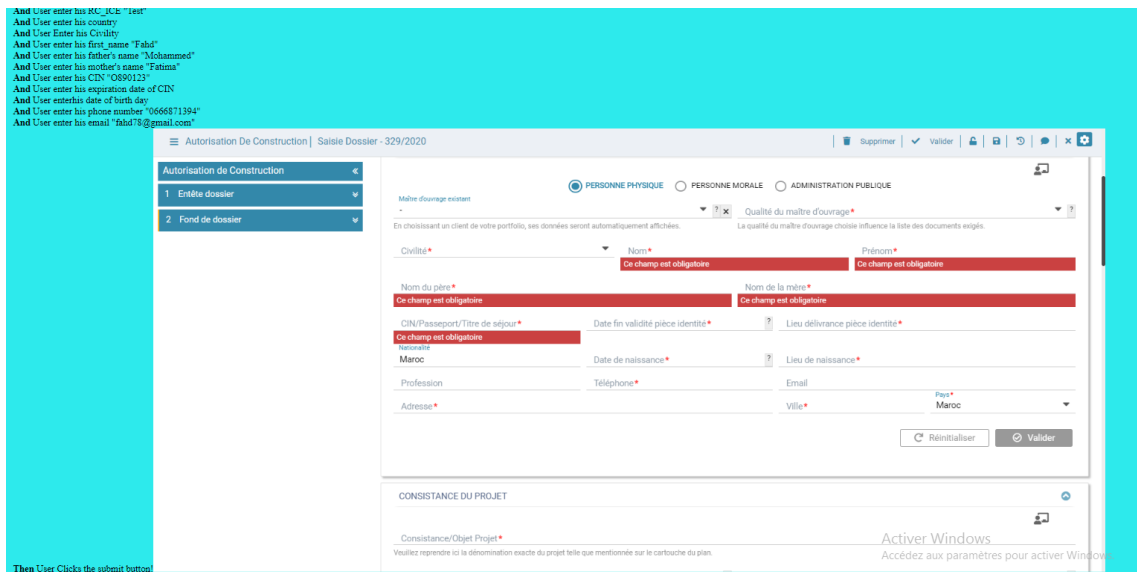 And User enter his RC_ICE "Test"
And User enter his country
And User Enter his Civility
And User enter his first_name "Fahd"
And User enter his father's name "Mohammed"
And User enter his mother's name "Fatima"
And User enter his CIN "O890123"
And User enter his expiration date of CIN
And User enterhis date of birth day
And User enter his phone number "0666871394"
And User enter his email "fahd78@gmail.com"
Autorisation De Construction | Saisie Dossier - 329/2020
Supprimer | Valider
Autorisation de Construction
1 Entête dossier
2 Fond de dossier
PERSONNE PHYSIQUE PERSONNE MORALE ADMINISTRATION PUBLIQUE
Maître d'ouvrage existant
- ? x Qualité du maître d'ouvrage* ?
En choisissant un client de votre portfolio, ses données seront automatiquement affichées. La qualité du maître d'ouvrage choisie influence la liste des documents exigés.
Civilité* Nom* Prénom*
Ce champ est obligatoire Ce champ est obligatoire
Nom du père* Nom de la mère*
Ce champ est obligatoire Ce champ est obligatoire
CIN/Passeport/Titre de séjour* Date fin validité pièce identité* ? Lieu délivrance pièce identité*
Ce champ est obligatoire
Nationalité
Maroc Date de naissance* ? Lieu de naissance*
Profession Téléphone* Email
Pays*
Adresse* Ville* Maroc
Réinitialiser Valider
CONSISTANCE DU PROJET
Consistance/Objet Projet*
Veuillez reprendre ici la dénomination exacte du projet telle que mentionnée sur le cartouche du plan.
Activer Windows
Accédez aux paramètres pour activer Windows.
Then User Clicks the submit button!